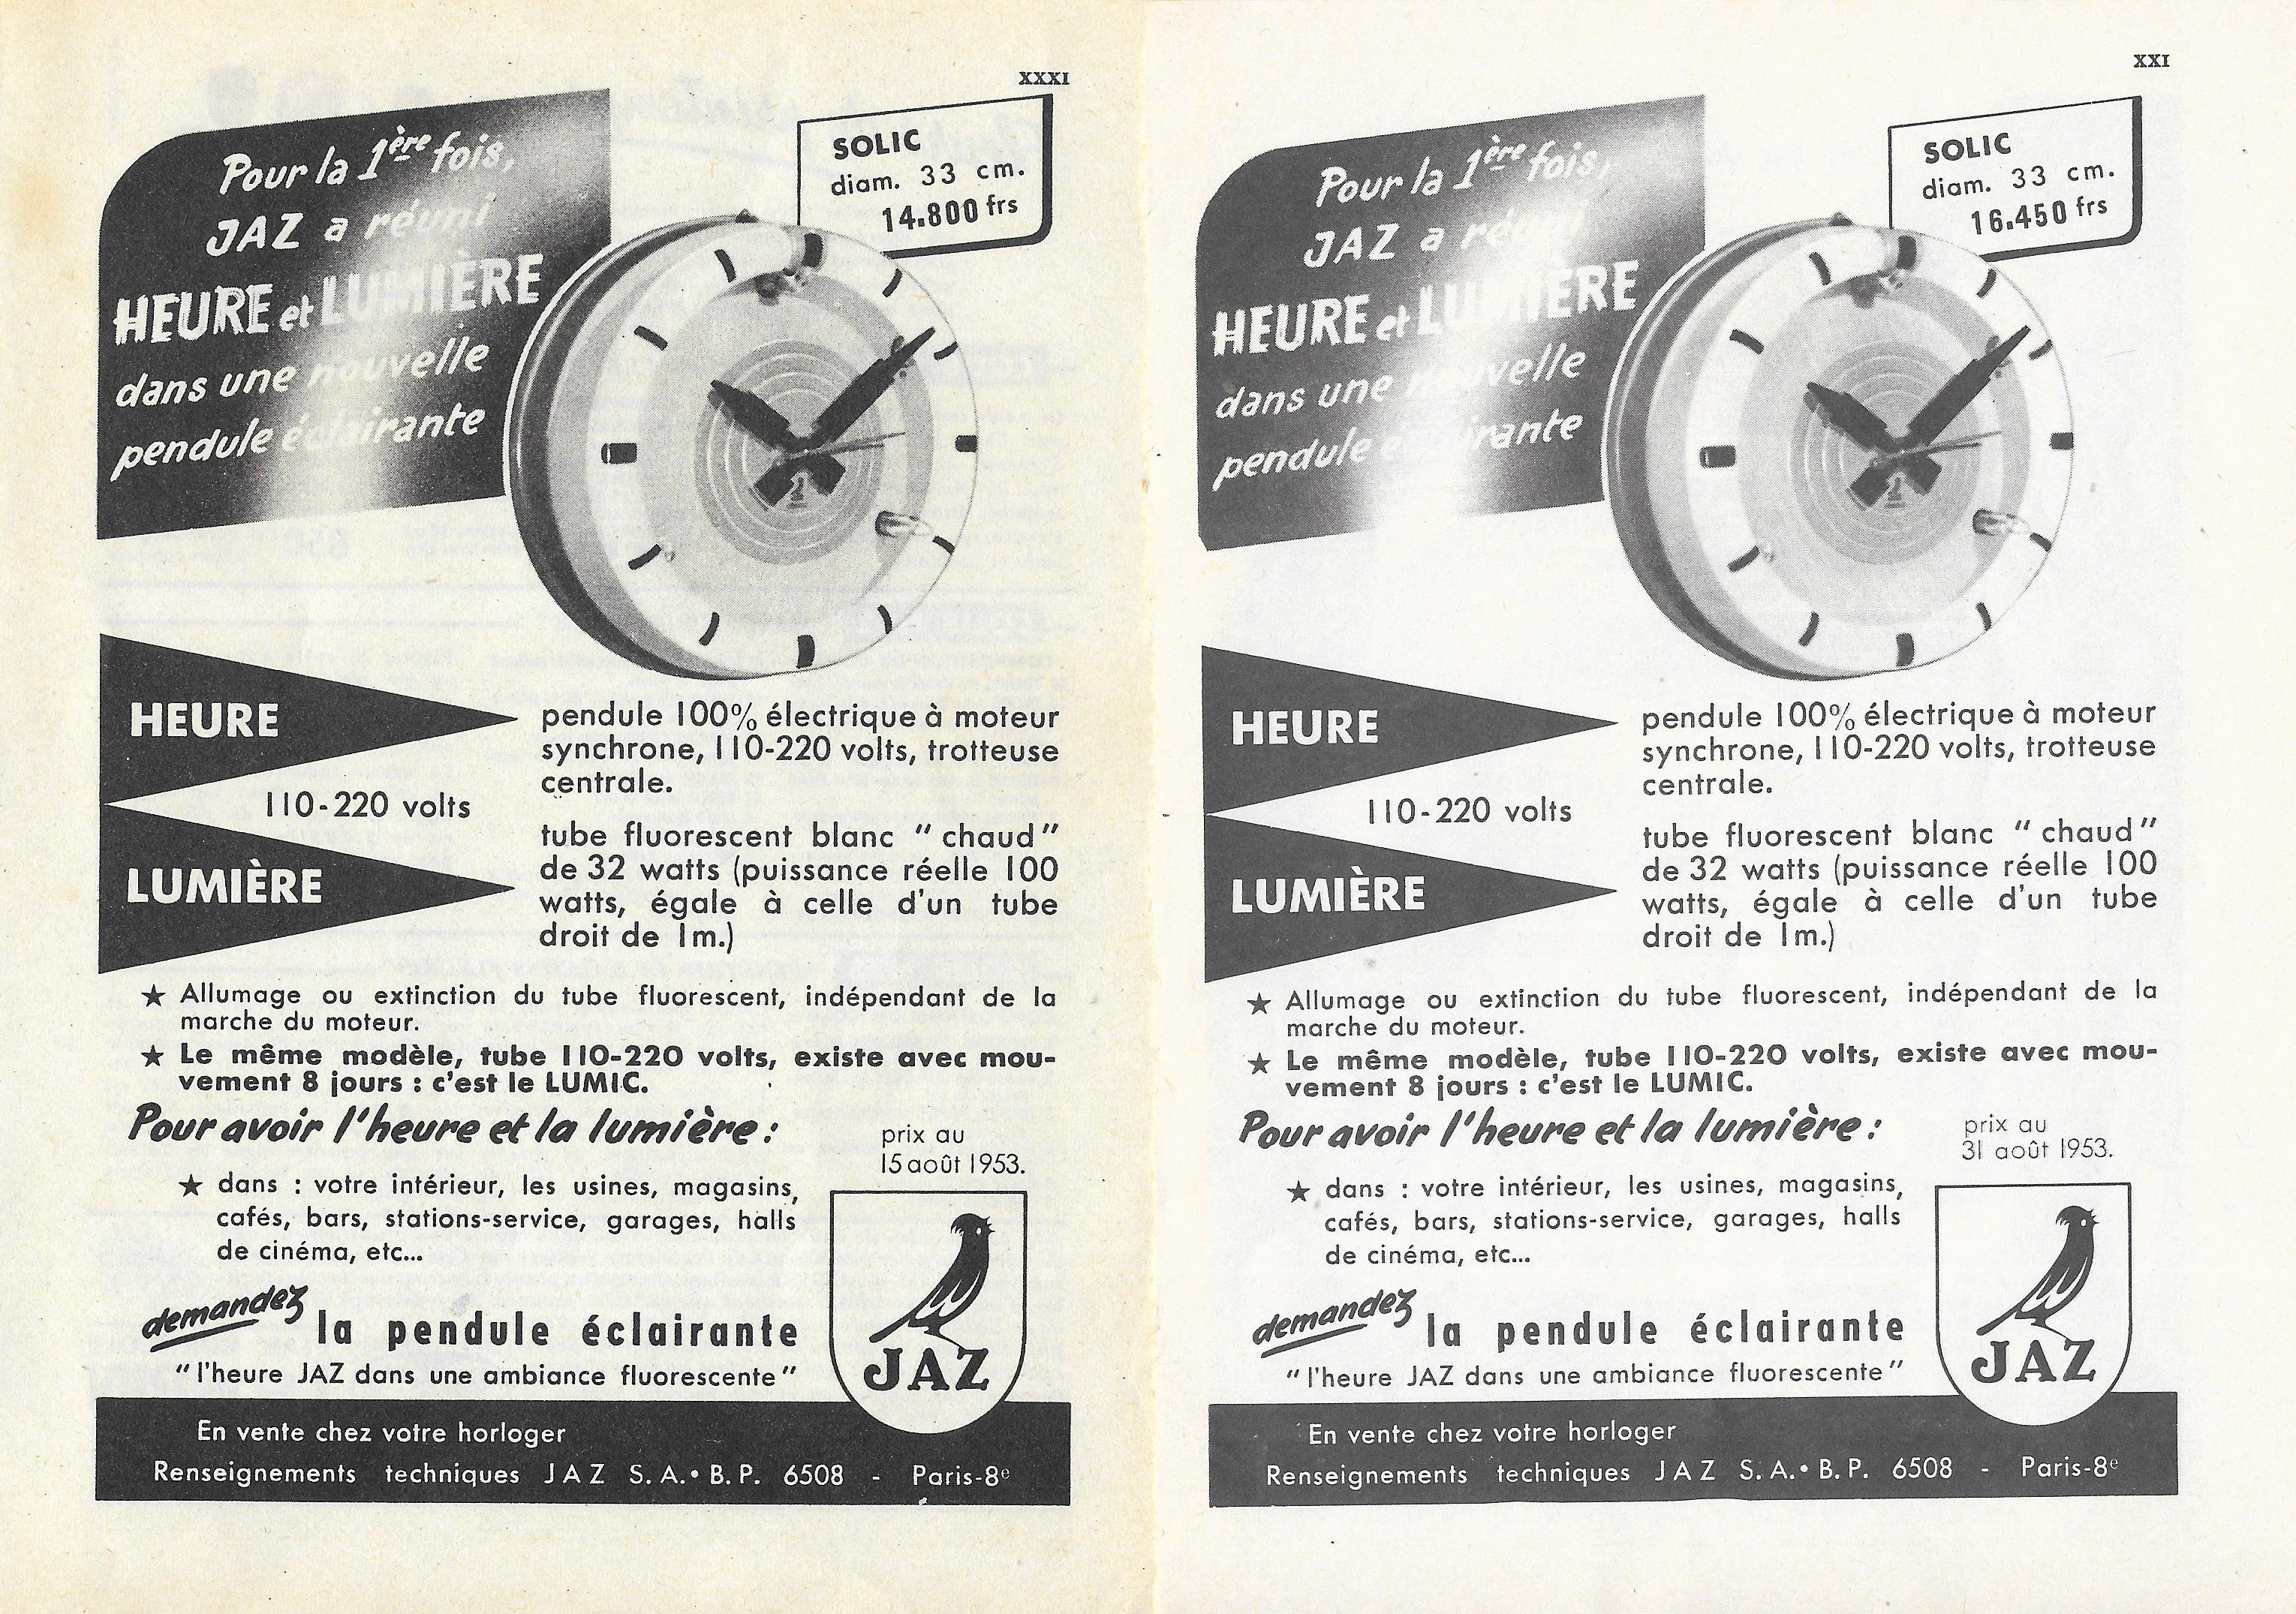 XXXI
Pour la 1ère fois,
JAZ a réuni
HEURE et LUMIÈRE
dans une nouvelle
pendule éclairante
SOLIC
diam. 33 cm.
14.800 frs
HEURE
110-220 volts
LUMIÈRE
pendule 100% électrique à moteur
synchrone, 110-220 volts, trotteuse
centrale.
tube fluorescent blanc " chaud "
de 32 watts (puissance réelle 100
watts, égale à celle d'un tube
droit de 1m.)
★ Allumage ou extinction du tube fluorescent, indépendant de la
marche du moteur.
★ Le même modèle, tube 110-220 volts, existe avec mou-
vement 8 jours : c'est le LUMIC.
Pour avoir l'heure et la lumière :
prix au
15 août 1953.
★ dans : votre intérieur, les usines, magasins,
cafés, bars, stations-service, garages, halls
de cinéma, etc...
demandez
la pendule éclairante
" l'heure JAZ dans une ambiance fluorescente "
JAZ
En vente chez votre horloger
Renseignements techniques JAZ S.A. • B.P. 6508 - Paris-8e
XXI
Pour la 1ère fois,
JAZ a réuni
HEURE et LUMIÈRE
dans une nouvelle
pendule éclairante
SOLIC
diam. 33 cm.
16.450 frs
HEURE
110-220 volts
LUMIÈRE
pendule 100% électrique à moteur
synchrone, 110-220 volts, trotteuse
centrale.
tube fluorescent blanc " chaud "
de 32 watts (puissance réelle 100
watts, égale à celle d'un tube
droit de 1m.)
★ Allumage ou extinction du tube fluorescent, indépendant de la
marche du moteur.
★ Le même modèle, tube 110-220 volts, existe avec mou-
vement 8 jours : c'est le LUMIC.
Pour avoir l'heure et la lumière :
prix au
31 août 1953.
★ dans : votre intérieur, les usines, magasins,
cafés, bars, stations-service, garages, halls
de cinéma, etc...
demandez
la pendule éclairante
" l'heure JAZ dans une ambiance fluorescente "
JAZ
En vente chez votre horloger
Renseignements techniques JAZ S.A. • B.P. 6508 - Paris-8e